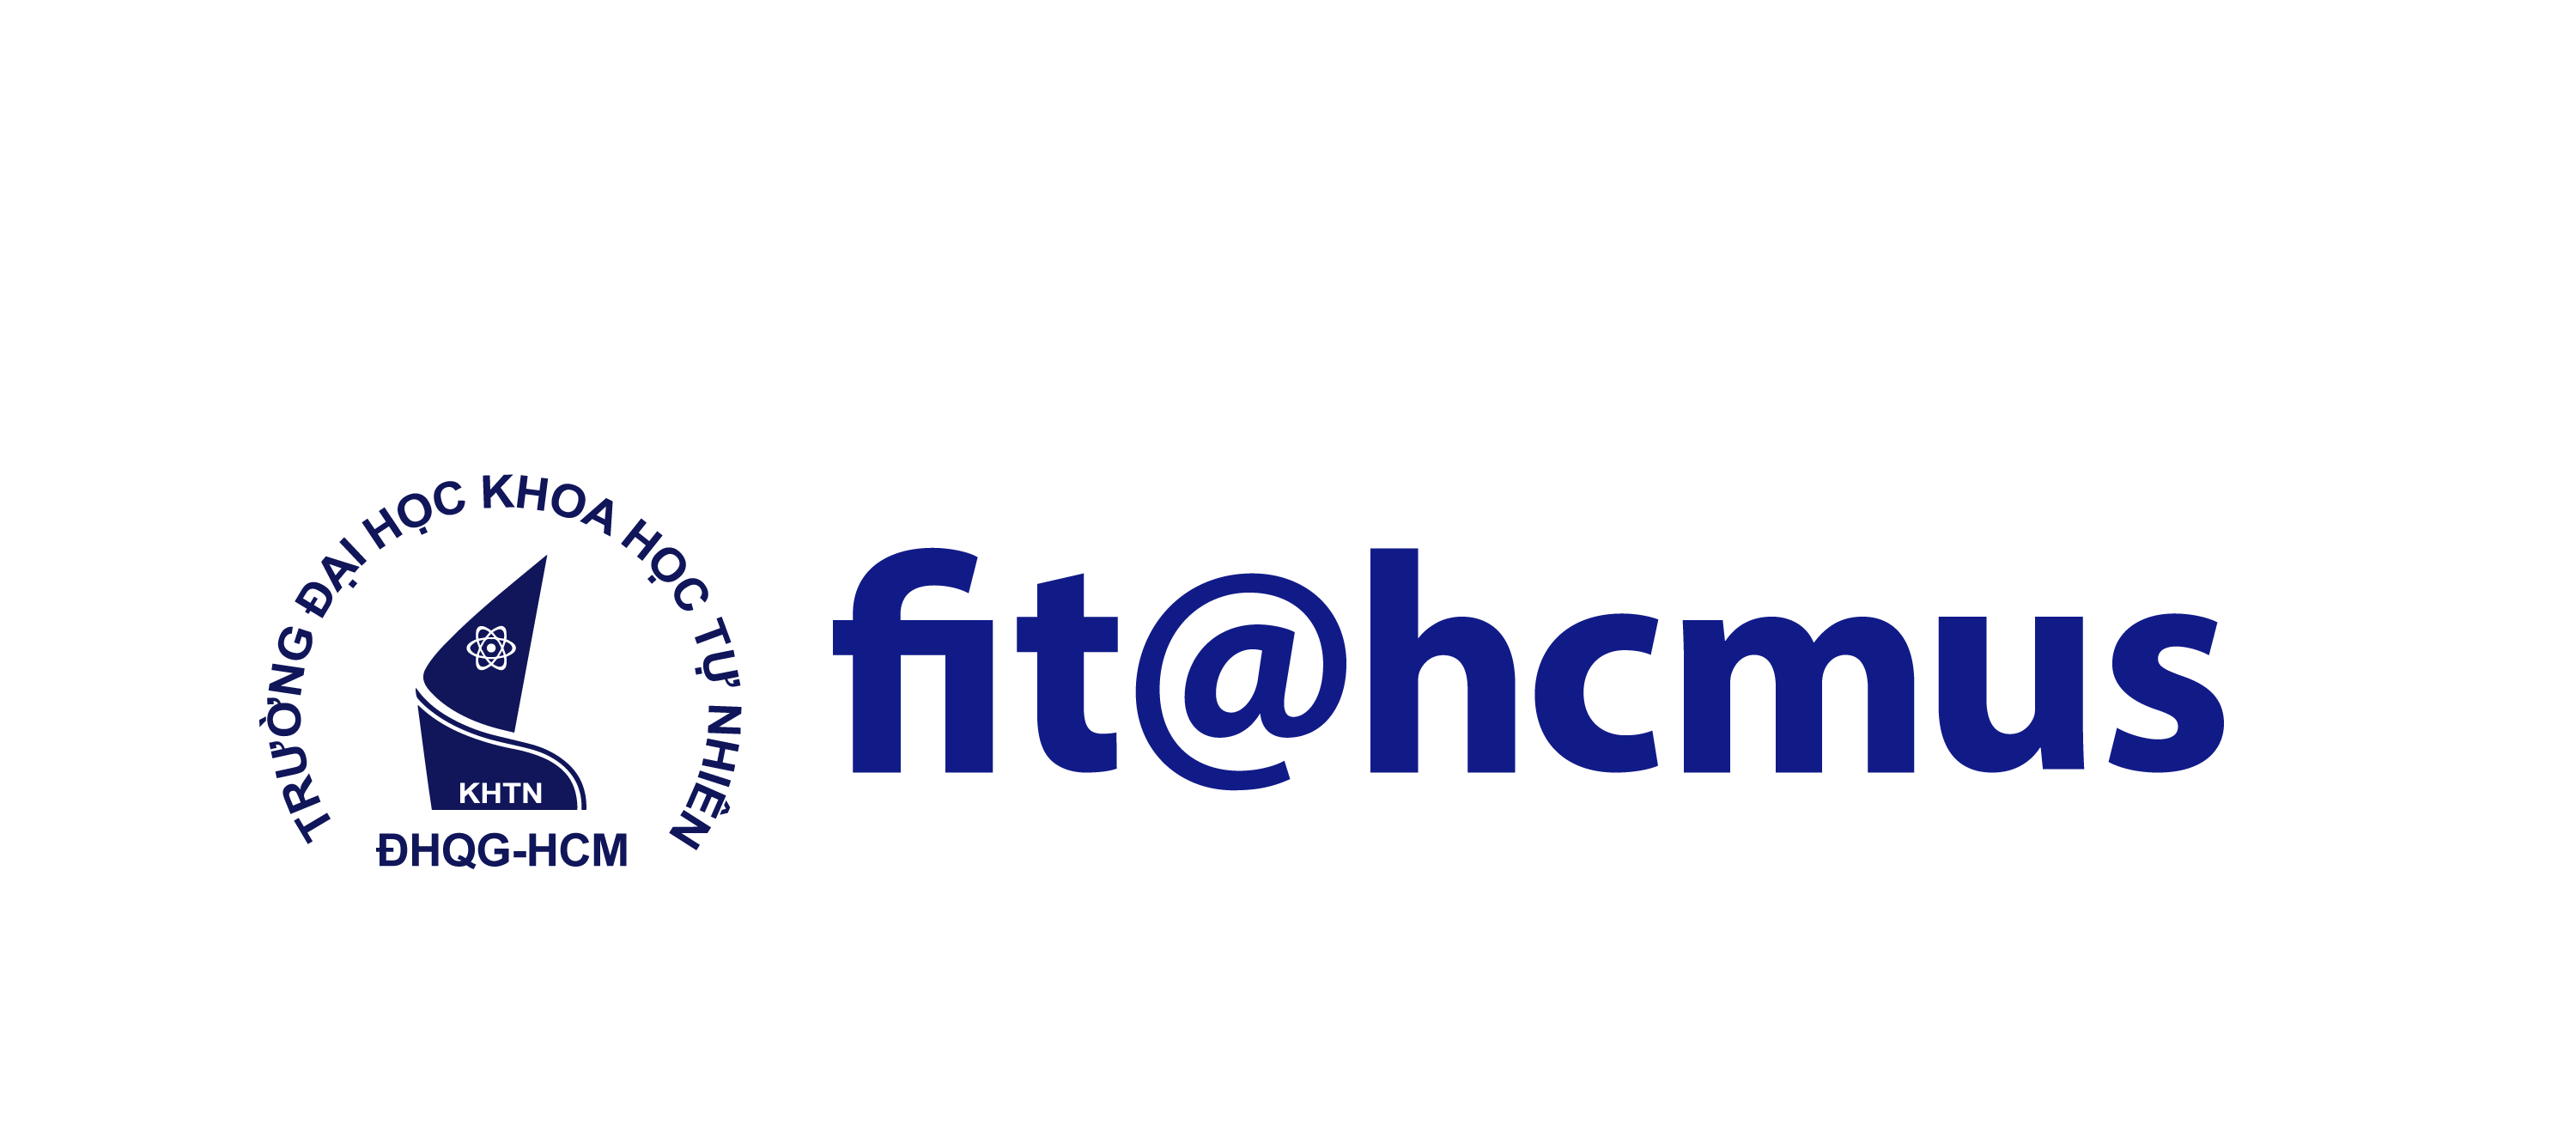 TRƯỜNG ĐẠI HỌC KHOA HỌC TỰ NHIÊN
KHTN
ĐHQG-HCM
fit@hcmus